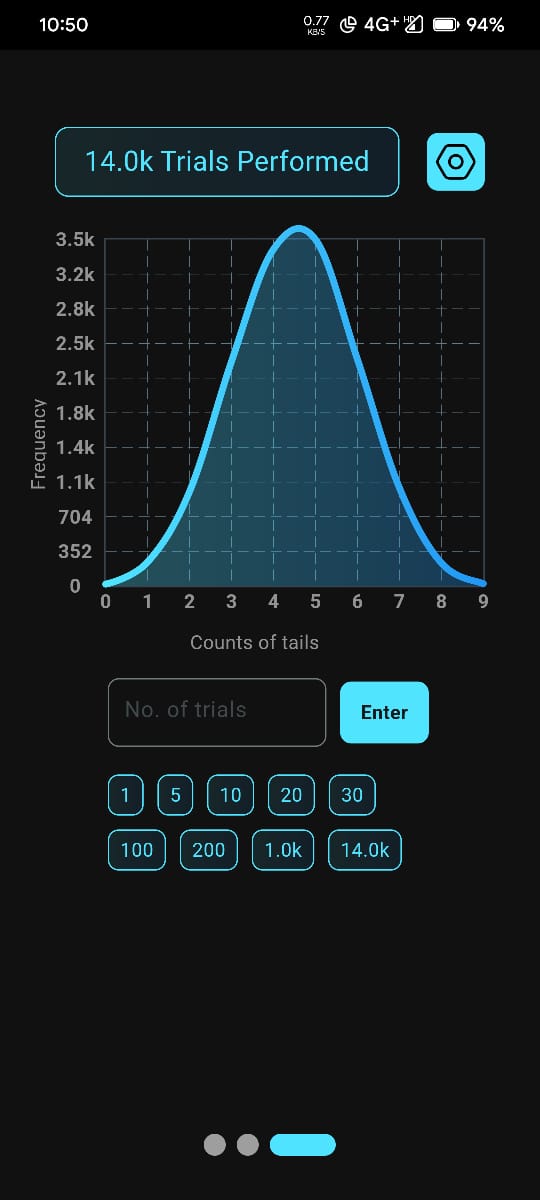 10:50 0.77 KB/S 4G+ HD 94%
14.0k Trials Performed
3.5k
3.2k
2.8k
2.5k
2.1k
1.8k
1.4k
1.1k
704
352
0
Frequency
0 1 2 3 4 5 6 7 8 9
Counts of tails
No. of trials Enter
1 5 10 20 30
100 200 1.0k 14.0k